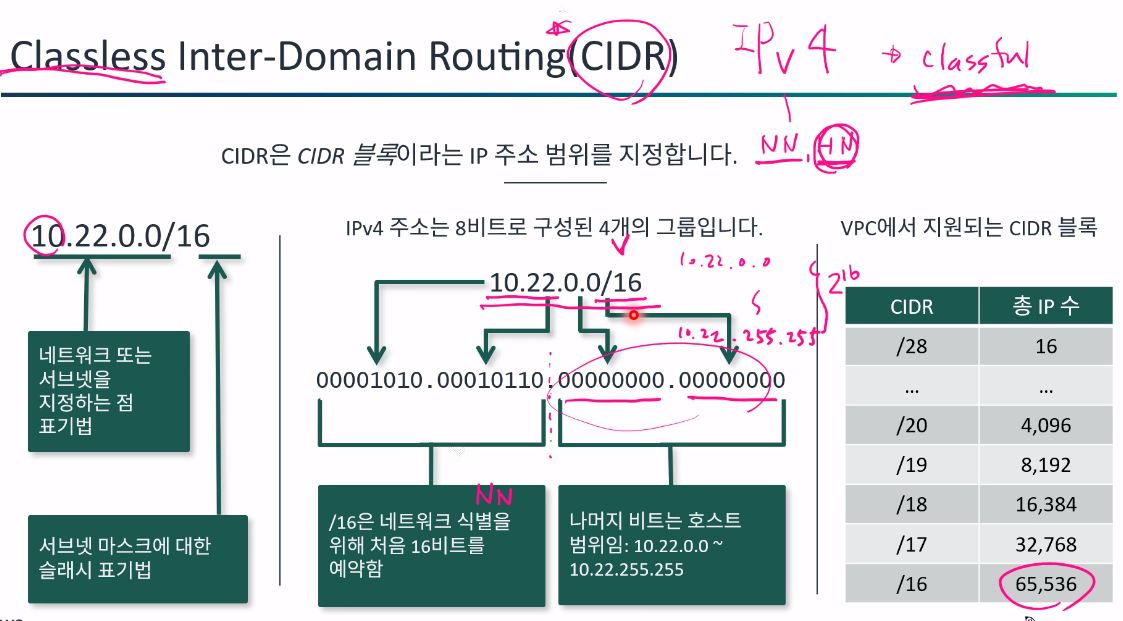 Classless Inter-Domain Routing(CIDR)
IPv4 → classful
NN.HN
CIDR은 CIDR 블록이라는 IP 주소 범위를 지정합니다.
10.22.0.0/16
네트워크 또는
서브넷을
지정하는 점
표기법
서브넷 마스크에 대한
슬래시 표기법
IPv4 주소는 8비트로 구성된 4개의 그룹입니다.
10.22.0.0/16
10.22.0.0
10.22.255.255
2^16
00001010.00010110.00000000.00000000
NN
/16은 네트워크 식별을
위해 처음 16비트를
예약함
나머지 비트는 호스트
범위임: 10.22.0.0 ~
10.22.255.255
VPC에서 지원되는 CIDR 블록
CIDR 총 IP 수
/28 16
... ...
/20 4,096
/19 8,192
/18 16,384
/17 32,768
/16 65,536